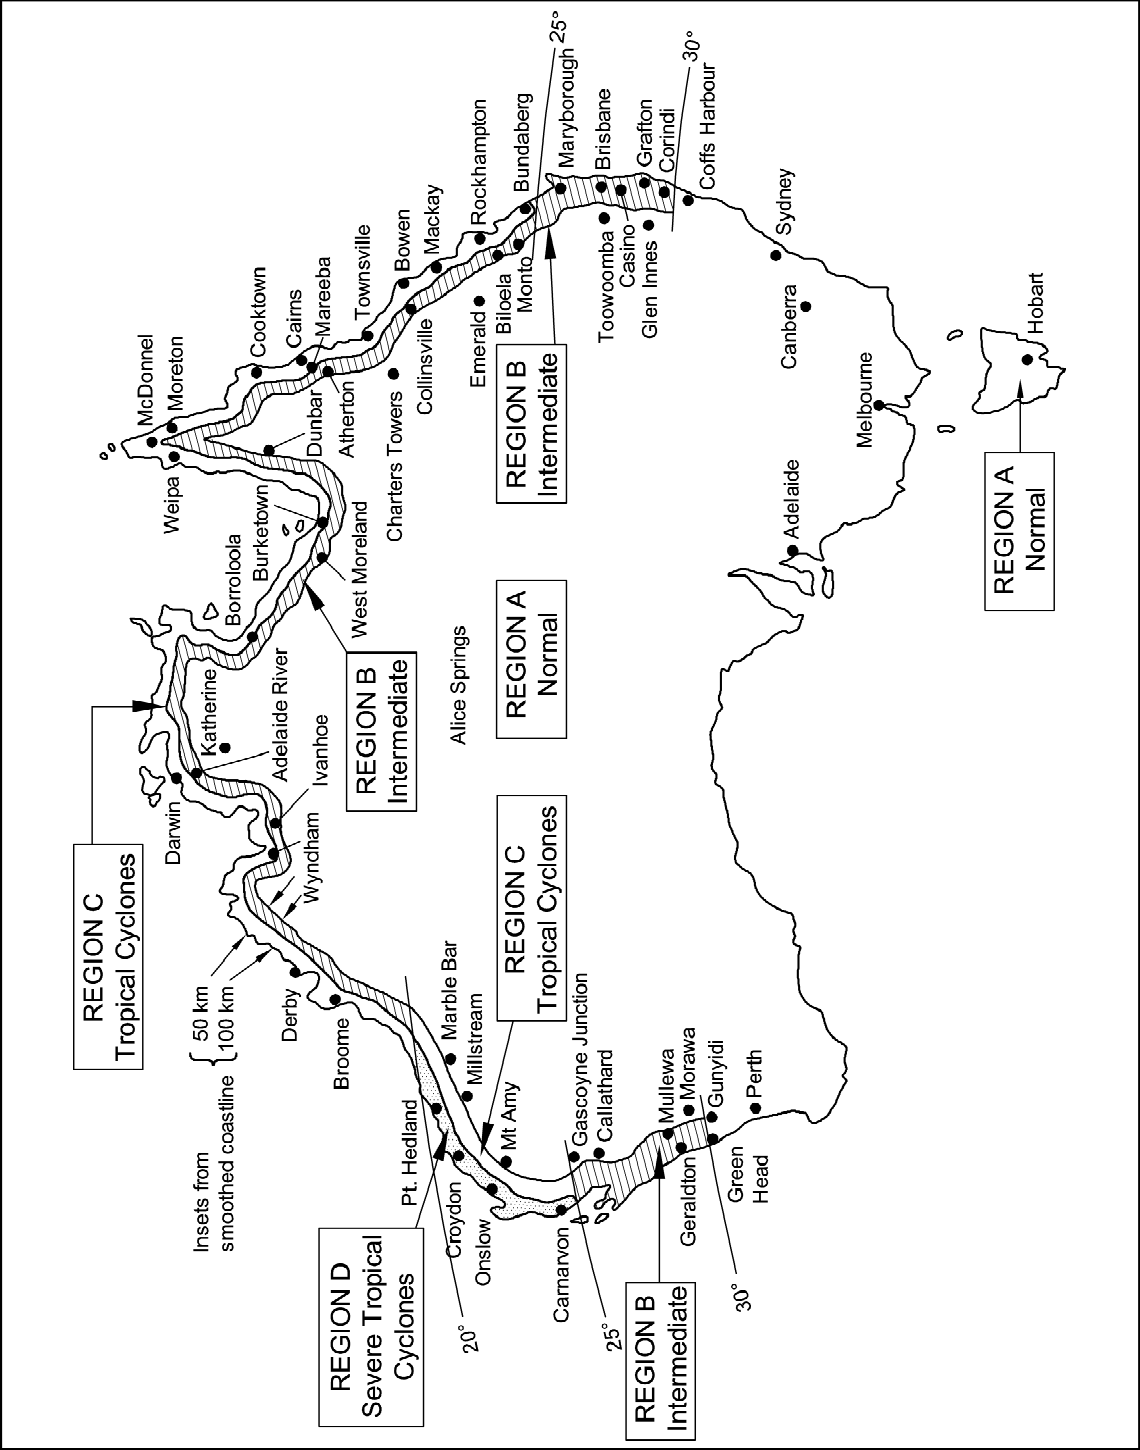 REGION C
Tropical Cyclones
Insets from
smoothed coastline
50 km
100 km
Derby
Broome
Wyndham
Ivanhoe
Adelaide River
Darwin
Katherine
Borroloola
Burketown
West Moreland
Weipa
McDonnel
Moreton
Cooktown
Cairns
Mareeba
Dunbar
Atherton
Townsville
Charters Towers
Bowen
Collinsville
Mackay
Emerald
Rockhampton
Biloela
Monto
Bundaberg
25°
Maryborough
Brisbane
Toowoomba
Casino
Glen Innes
Grafton
Corindi
30°
Coffs Harbour
Sydney
Canberra
Melbourne
Hobart
Adelaide
REGION B
Intermediate
REGION B
Intermediate
Alice Springs
REGION A
Normal
REGION A
Normal
REGION C
Tropical Cyclones
REGION D
Severe Tropical
Cyclones
20°
Pt. Hedland
Marble Bar
Millstream
Croydon
Onslow
Mt Amy
Carnarvon
Gascoyne Junction
Callathard
25°
REGION B
Intermediate
Mullewa
Morawa
Geraldton
Gunyidi
Green
Head
Perth
30°